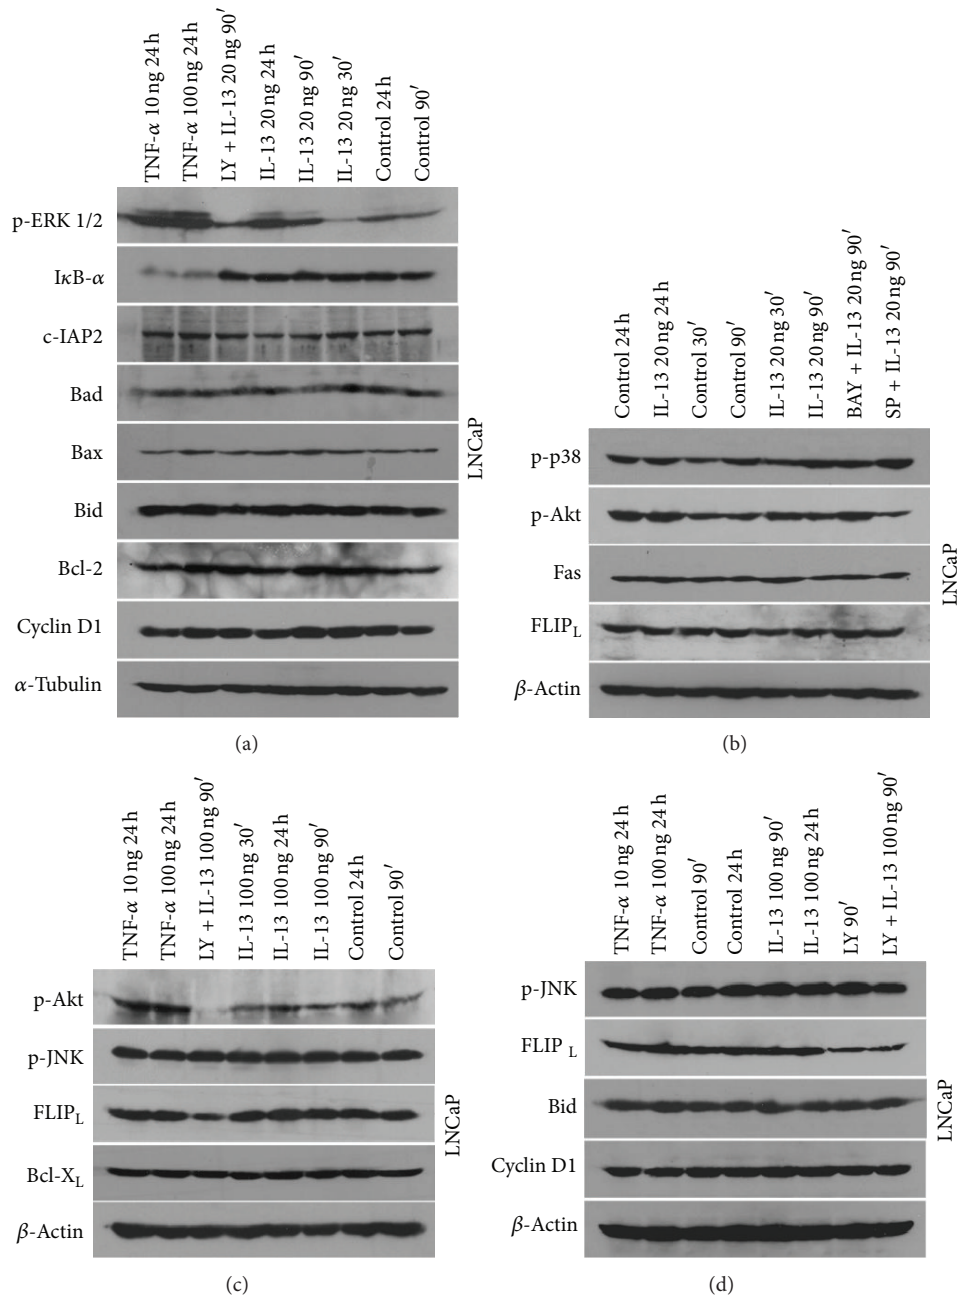 TNF-α 10 ng 24 h
TNF-α 100 ng 24 h
LY + IL-13 20 ng 90′
IL-13 20 ng 24 h
IL-13 20 ng 90′
IL-13 20 ng 30′
Control 24 h
Control 90′
p-ERK 1/2
IκB-α
c-IAP2
Bad
Bax
Bid
Bcl-2
Cyclin D1
α-Tubulin
LNCaP
(a)
Control 24 h
IL-13 20 ng 24 h
Control 30′
Control 90′
IL-13 20 ng 30′
IL-13 20 ng 90′
BAY + IL-13 20 ng 90′
SP + IL-13 20 ng 90′
p-p38
p-Akt
Fas
FLIP_L
β-Actin
LNCaP
(b)
TNF-α 10 ng 24 h
TNF-α 100 ng 24 h
LY + IL-13 100 ng 90′
IL-13 100 ng 30′
IL-13 100 ng 24 h
IL-13 100 ng 90′
Control 24 h
Control 90′
p-Akt
p-JNK
FLIP_L
Bcl-X_L
β-Actin
LNCaP
(c)
TNF-α 10 ng 24 h
TNF-α 100 ng 24 h
Control 90′
Control 24 h
IL-13 100 ng 90′
IL-13 100 ng 24 h
LY 90′
LY + IL-13 100 ng 90′
p-JNK
FLIP _L
Bid
Cyclin D1
β-Actin
LNCaP
(d)